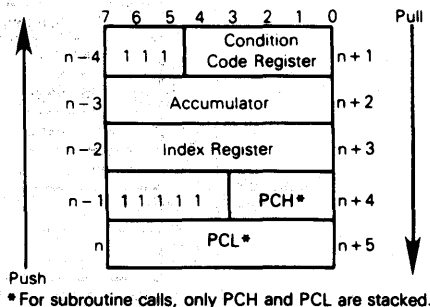 7 6 5 4 3 2 1 0 Pull
n-4 1 1 1 Condition
Code Register n+1
n-3 Accumulator n+2
n-2 Index Register n+3
n-1 1 1 1 1 1 PCH* n+4
n PCL* n+5
Push
*For subroutine calls, only PCH and PCL are stacked.